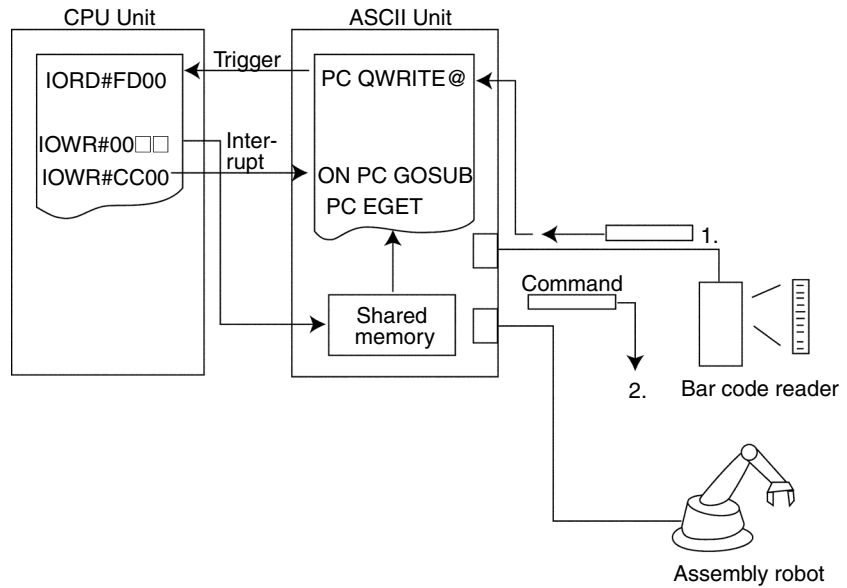 CPU Unit
ASCII Unit
Trigger
IORD#FD00
PC QWRITE@
IOWR#00□□
Inter-
rupt
IOWR#CC00
ON PC GOSUB
PC EGET
1.
Command
Shared
memory
2.
Bar code reader
Assembly robot